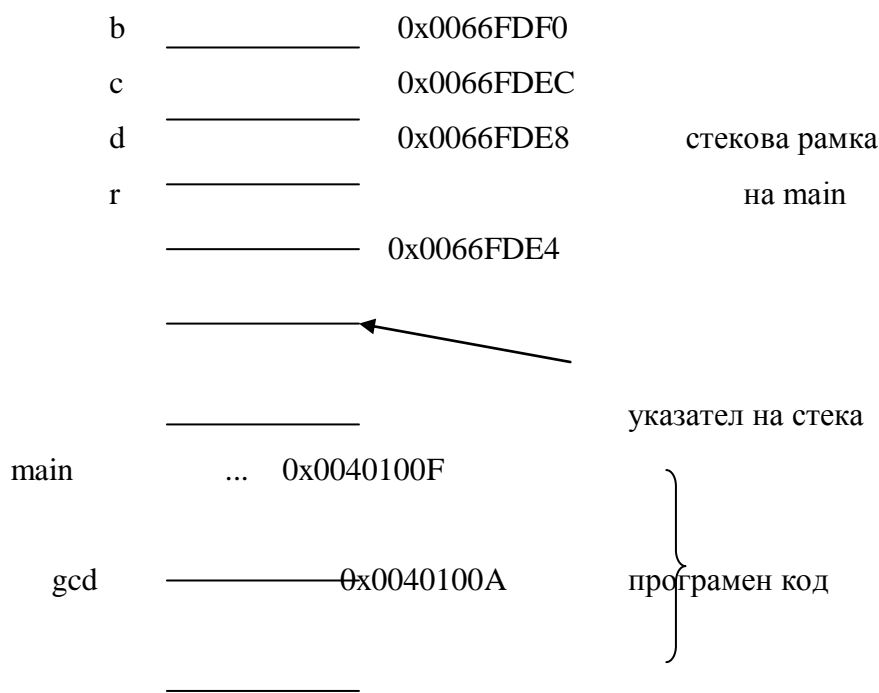 b 0x0066FDF0
c 0x0066FDEC
d 0x0066FDE8 стекова рамка
r на main
0x0066FDE4
указател на стека
main ... 0x0040100F
gcd 0x0040100A програмен код